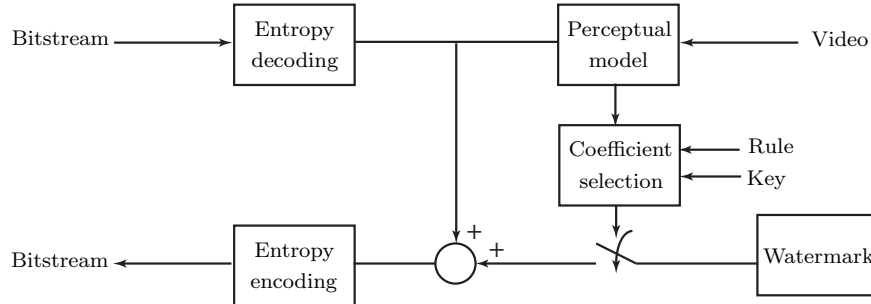 Bitstream
Entropy
decoding
Perceptual
model
Video
Coefficient
selection
Rule
Key
+
+
Bitstream
Entropy
encoding
Watermark